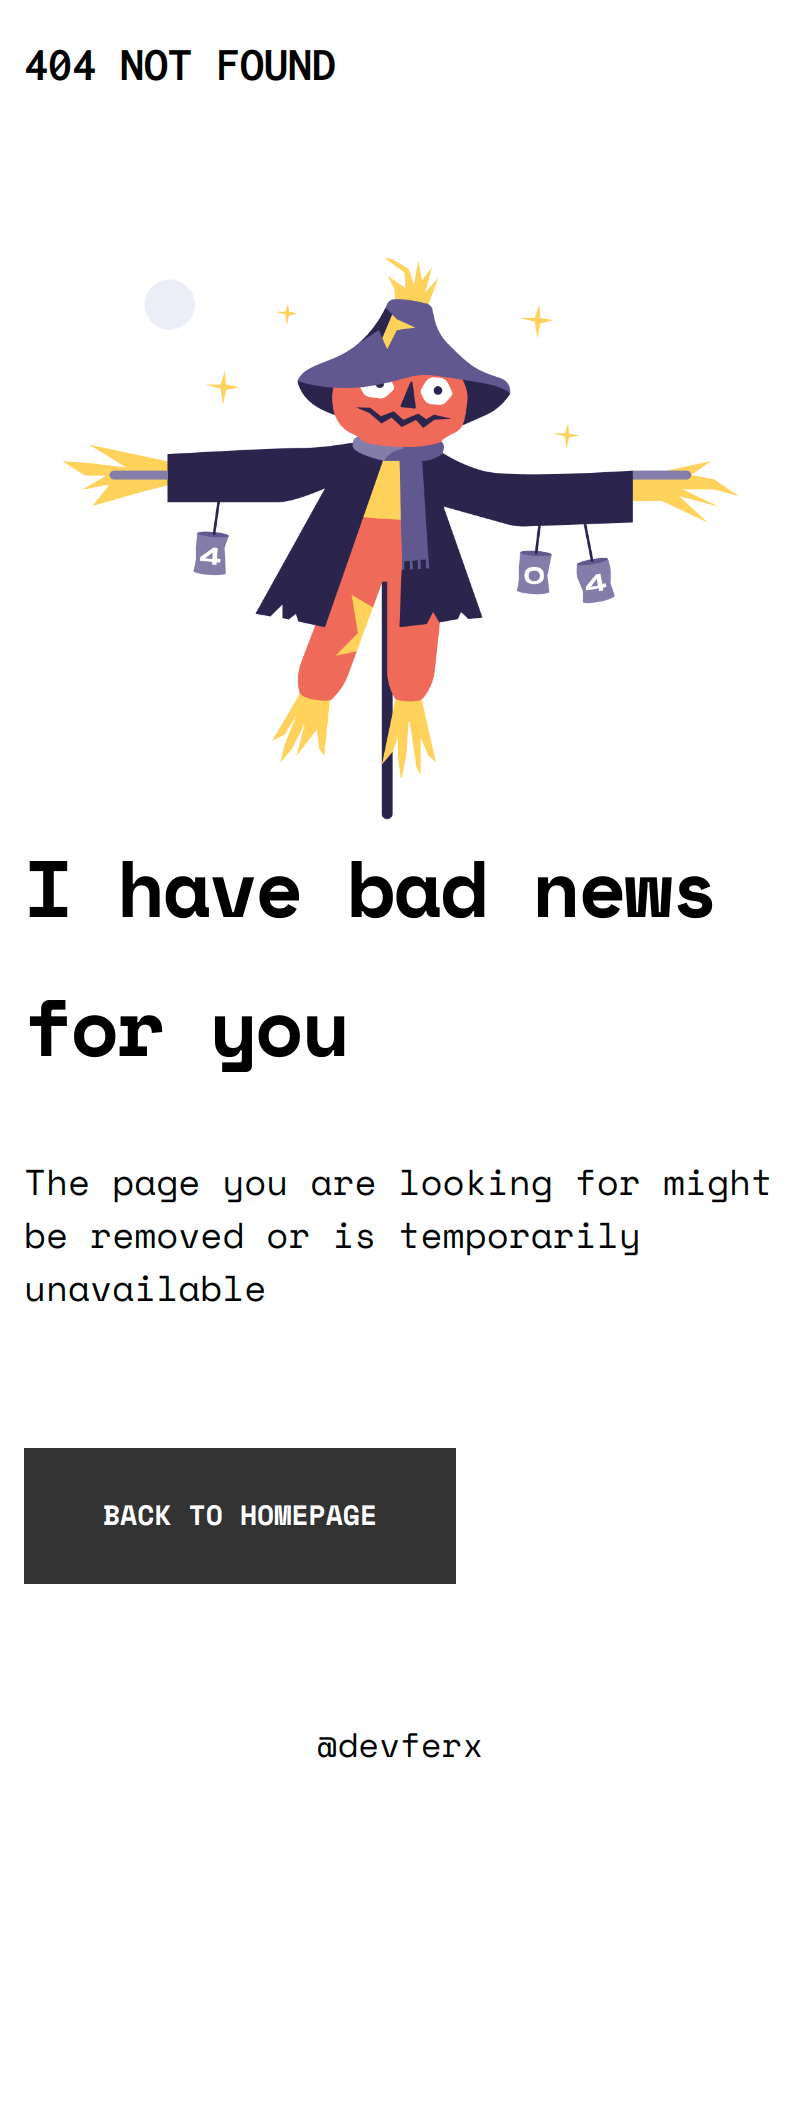 404 NOT FOUND
4
0
4
I have bad news
for you
The page you are looking for might
be removed or is temporarily
unavailable
BACK TO HOMEPAGE
@devferx